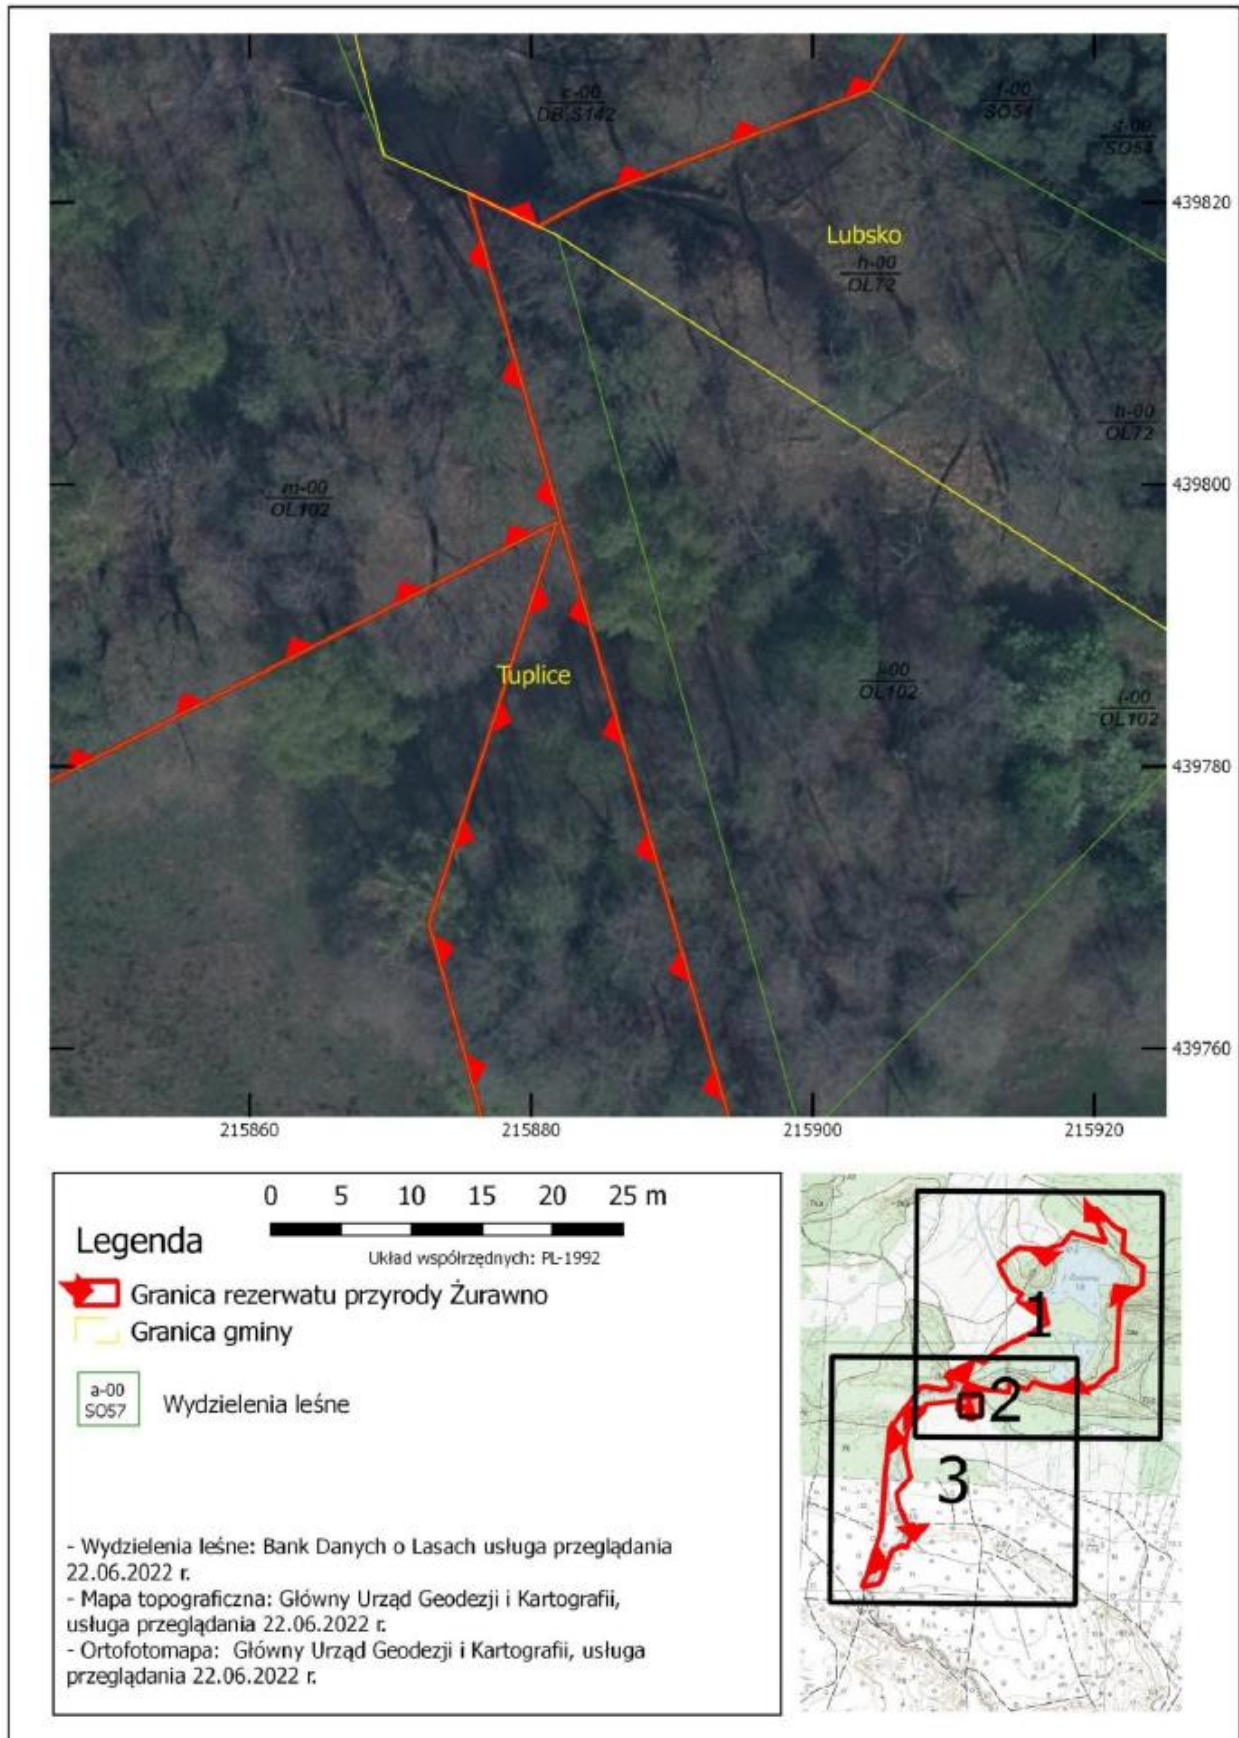 e-00
DB.S142
f-00
SO54
d-00
SO54
439820
Lubsko
h-00
OL72
h-00
OL72
m-00
OL102
439800
Tuplice
OL102
i-00
OL102
439780
439760
215860
215880
215900
215920
0 5 10 15 20 25 m
Układ współrzędnych: PL-1992
Legenda
Granica rezerwatu przyrody Żurawno
Granica gminy
a-00
SO57
Wydzielenia leśne
- Wydzielenia leśne: Bank Danych o Lasach usługa przeglądania
22.06.2022 r.
- Mapa topograficzna: Główny Urząd Geodezji i Kartografii,
usługa przeglądania 22.06.2022 r.
- Ortofotomapa: Główny Urząd Geodezji i Kartografii, usługa
przeglądania 22.06.2022 r.
1
2
3